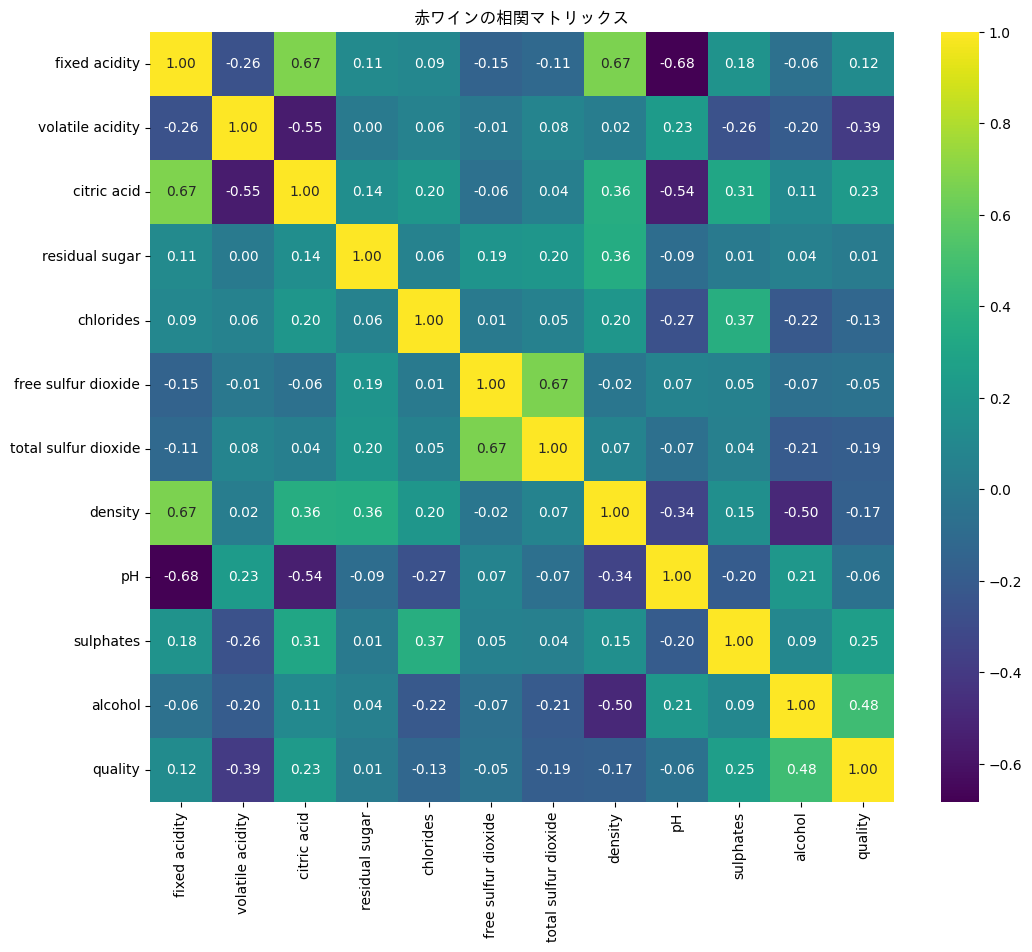 赤ワインの相関マトリックス
fixed acidity 1.00 -0.26 0.67 0.11 0.09 -0.15 -0.11 0.67 -0.68 0.18 -0.06 0.12
volatile acidity -0.26 1.00 -0.55 0.00 0.06 -0.01 0.08 0.02 0.23 -0.26 -0.20 -0.39
citric acid 0.67 -0.55 1.00 0.14 0.20 -0.06 0.04 0.36 -0.54 0.31 0.11 0.23
residual sugar 0.11 0.00 0.14 1.00 0.06 0.19 0.20 0.36 -0.09 0.01 0.04 0.01
chlorides 0.09 0.06 0.20 0.06 1.00 0.01 0.05 0.20 -0.27 0.37 -0.22 -0.13
free sulfur dioxide -0.15 -0.01 -0.06 0.19 0.01 1.00 0.67 -0.02 0.07 0.05 -0.07 -0.05
total sulfur dioxide -0.11 0.08 0.04 0.20 0.05 0.67 1.00 0.07 -0.07 0.04 -0.21 -0.19
density 0.67 0.02 0.36 0.36 0.20 -0.02 0.07 1.00 -0.34 0.15 -0.50 -0.17
pH -0.68 0.23 -0.54 -0.09 -0.27 0.07 -0.07 -0.34 1.00 -0.20 0.21 -0.06
sulphates 0.18 -0.26 0.31 0.01 0.37 0.05 0.04 0.15 -0.20 1.00 0.09 0.25
alcohol -0.06 -0.20 0.11 0.04 -0.22 -0.07 -0.21 -0.50 0.21 0.09 1.00 0.48
quality 0.12 -0.39 0.23 0.01 -0.13 -0.05 -0.19 -0.17 -0.06 0.25 0.48 1.00
fixed acidity
volatile acidity
citric acid
residual sugar
chlorides
free sulfur dioxide
total sulfur dioxide
density
pH
sulphates
alcohol
quality
1.0
0.8
0.6
0.4
0.2
0.0
−0.2
−0.4
−0.6